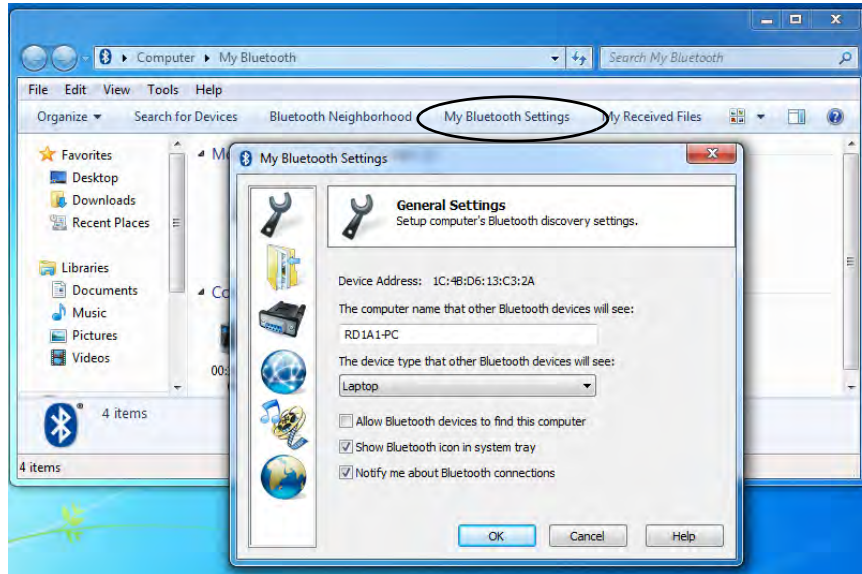 Computer ▸ My Bluetooth
Search My Bluetooth
File Edit View Tools Help
Organize Search for Devices Bluetooth Neighborhood My Bluetooth Settings My Received Files
Favorites
Desktop
Downloads
Recent Places
Libraries
Documents
Music
Pictures
Videos
4 items
4 items
My Bluetooth Settings
General Settings
Setup computer's Bluetooth discovery settings.
Device Address: 1C:4B:D6:13:C3:2A
The computer name that other Bluetooth devices will see:
RD1A1-PC
The device type that other Bluetooth devices will see:
Laptop
Allow Bluetooth devices to find this computer
Show Bluetooth icon in system tray
Notify me about Bluetooth connections
OK Cancel Help